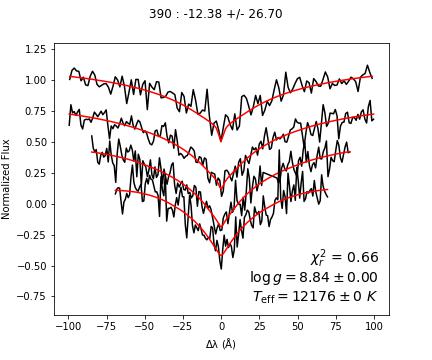 390 : -12.38 +/- 26.70
1.25
1.00
0.75
0.50
0.25
0.00
−0.25
−0.50
−0.75
Normalized Flux
χ²ᵣ = 0.66
log g = 8.84 ± 0.00
T_eff = 12176 ± 0 K
−100 −75 −50 −25 0 25 50 75 100
Δλ (Å)